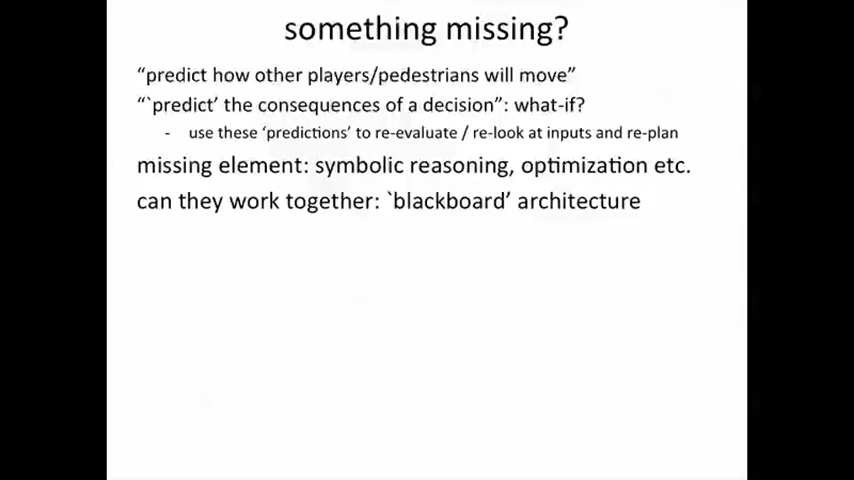 something missing?
“predict how other players/pedestrians will move”
“`predict’ the consequences of a decision”: what-if?
- use these ‘predictions’ to re-evaluate / re-look at inputs and re-plan
missing element: symbolic reasoning, optimization etc.
can they work together: `blackboard’ architecture